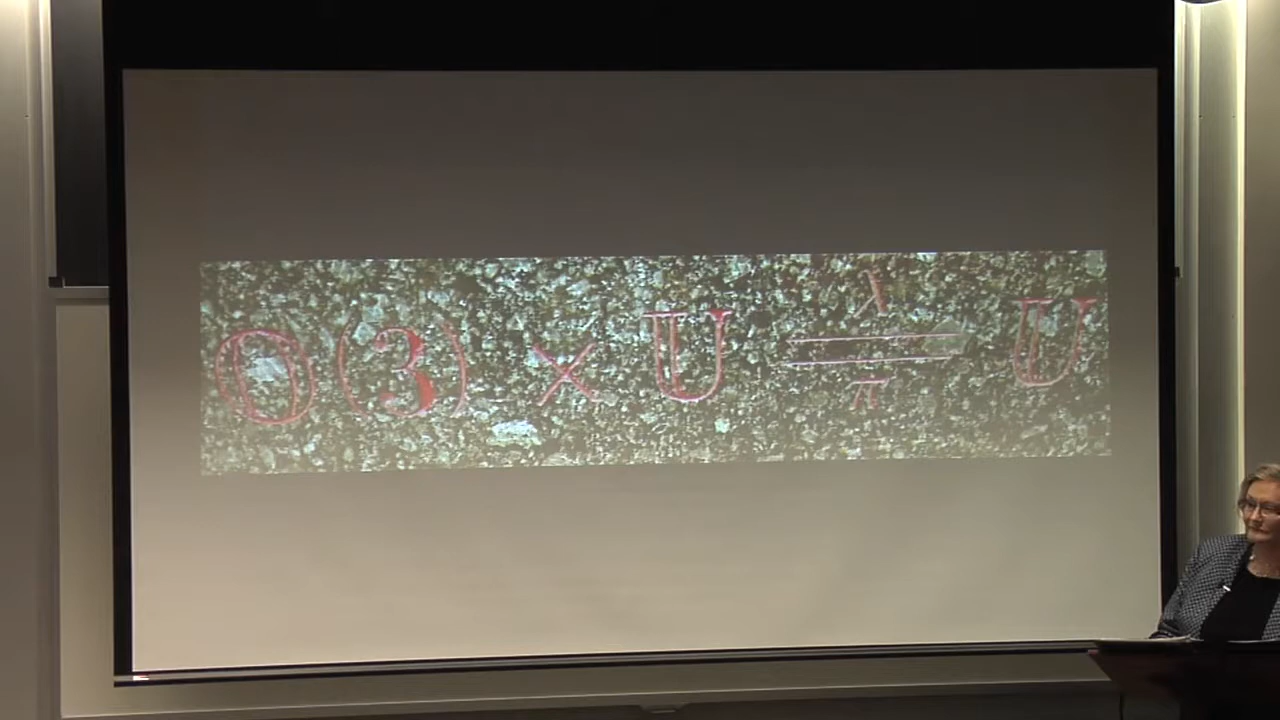 λ
𝕆(3) × 𝕌 = 𝕌
π